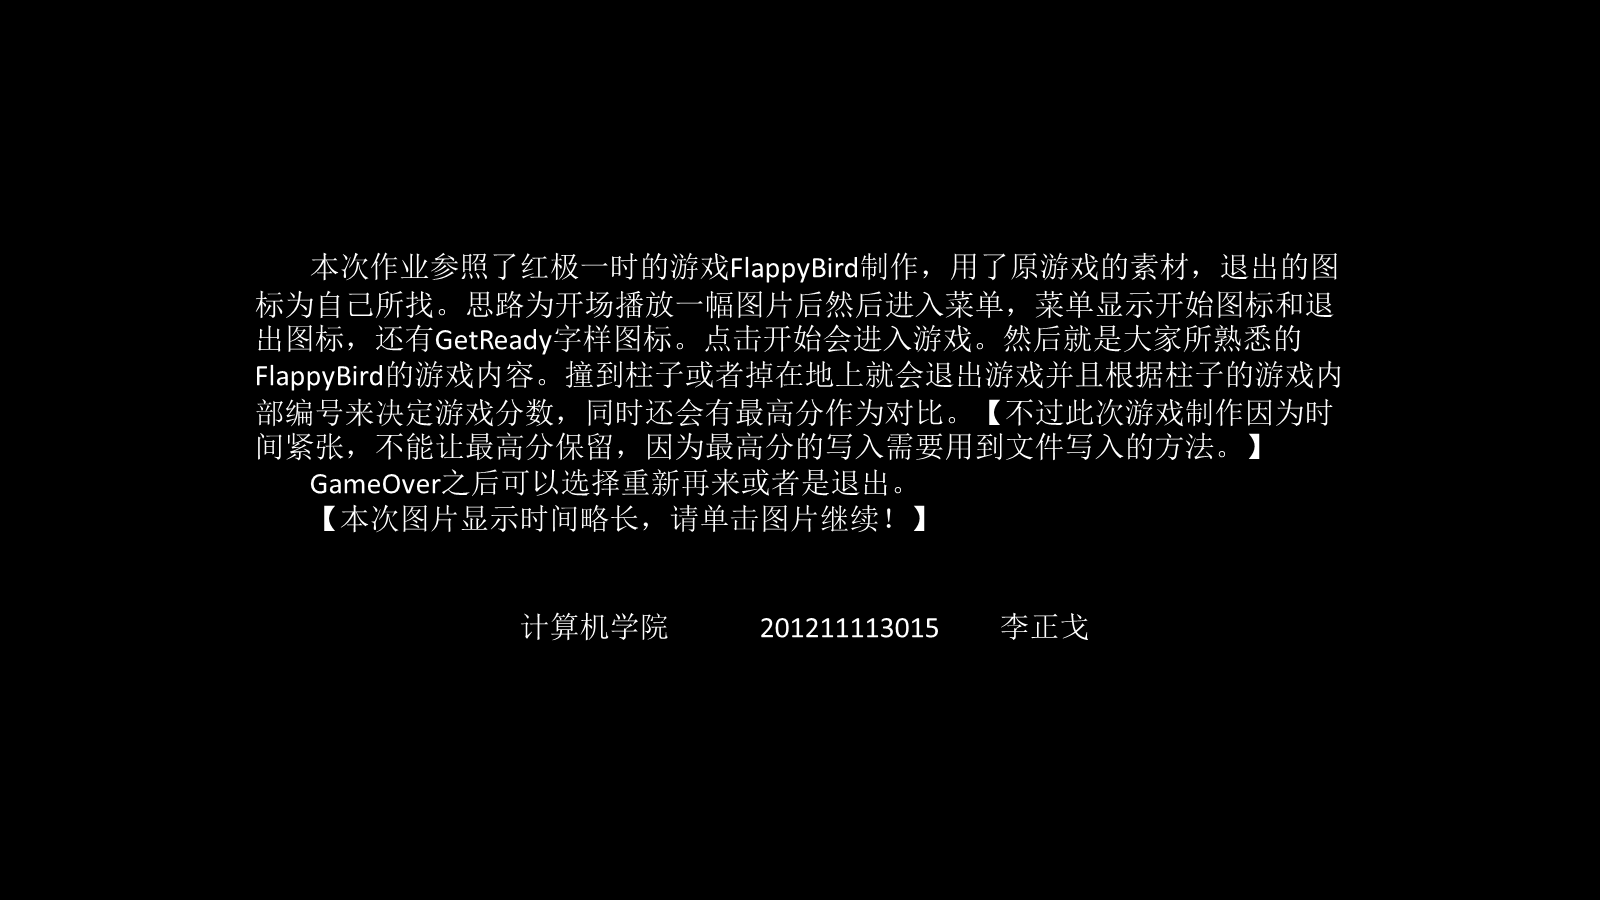 本次作业参照了红极一时的游戏FlappyBird制作，用了原游戏的素材，退出的图
标为自己所找。思路为开场播放一幅图片后然后进入菜单，菜单显示开始图标和退
出图标，还有GetReady字样图标。点击开始会进入游戏。然后就是大家所熟悉的
FlappyBird的游戏内容。撞到柱子或者掉在地上就会退出游戏并且根据柱子的游戏内
部编号来决定游戏分数，同时还会有最高分作为对比。【不过此次游戏制作因为时
间紧张，不能让最高分保留，因为最高分的写入需要用到文件写入的方法。】
GameOver之后可以选择重新再来或者是退出。
【本次图片显示时间略长，请单击图片继续！】
计算机学院 201211113015 李正戈